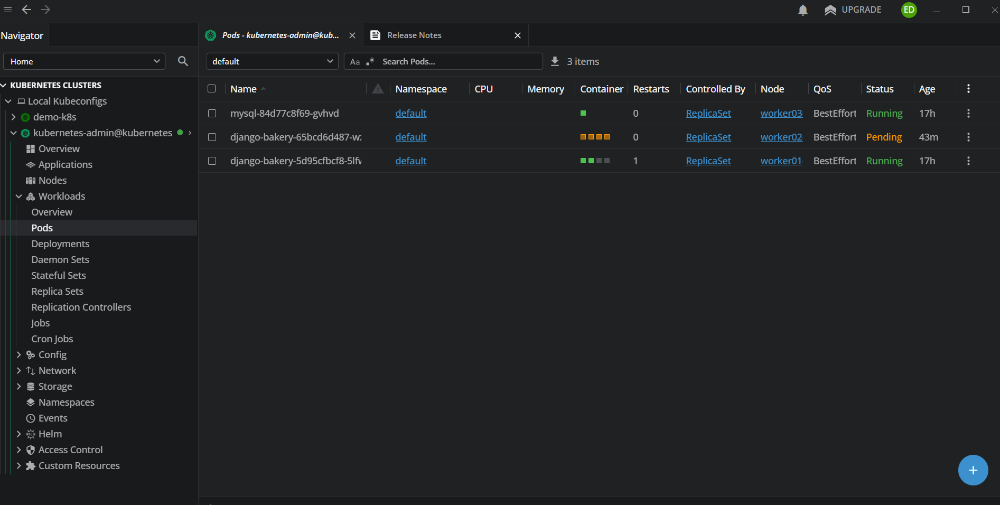 UPGRADE
ED
Navigator
Pods - kubernetes-admin@kub...
Release Notes
Home
default
Aa .* Search Pods...
3 items
KUBERNETES CLUSTERS
Local Kubeconfigs
demo-k8s
kubernetes-admin@kubernetes
Overview
Applications
Nodes
Workloads
Overview
Pods
Deployments
Daemon Sets
Stateful Sets
Replica Sets
Replication Controllers
Jobs
Cron Jobs
Config
Network
Storage
Namespaces
Events
HELM Helm
Access Control
Custom Resources
Name Namespace CPU Memory Container Restarts Controlled By Node QoS Status Age
mysql-84d77c8f69-gvhvd default 0 ReplicaSet worker03- BestEffort Running 17h
django-bakery-65bcd6d487-wz default 0 ReplicaSet worker02- BestEffort Pending 43m
django-bakery-5d95cfbcf8-5lfv default 1 ReplicaSet worker01- BestEffort Running 17h